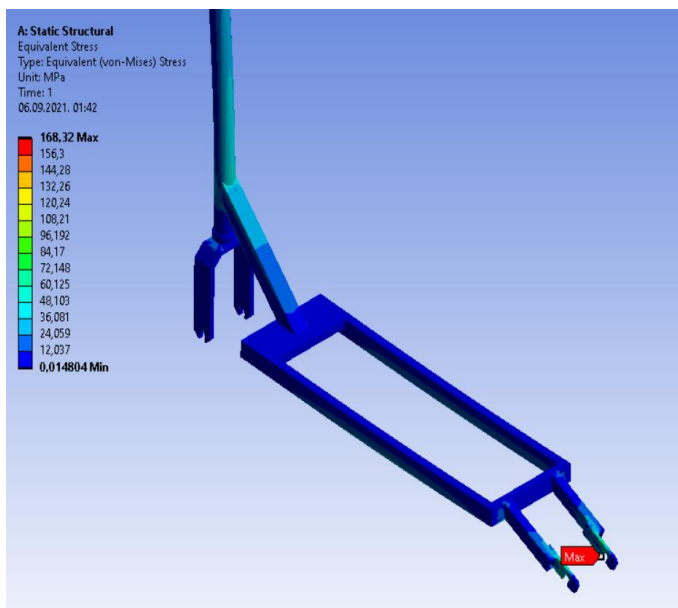 A: Static Structural
Equivalent Stress
Type: Equivalent (von-Mises) Stress
Unit: MPa
Time: 1
06.09.2021. 01:42
168,32 Max
156,3
144,28
132,26
120,24
108,21
96,192
84,17
72,148
60,125
48,103
36,081
24,059
12,037
0,014804 Min
Max